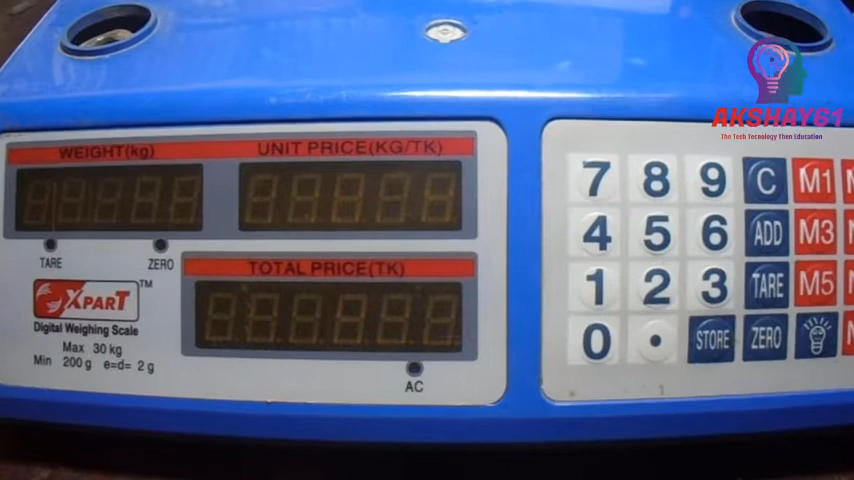 AKSHAY61
The Tech Tecnology Then Education
WEIGHT(kg)
UNIT PRICE(KG/TK)
TARE
ZERO
TOTAL PRICE(TK)
XPART TM
Digital Weighing Scale
Max 30 kg
Min 200 g e=d= 2 g
AC
7 8 9 C M1
4 5 6 ADD M3
1 2 3 TARE M5
0 . STORE ZERO